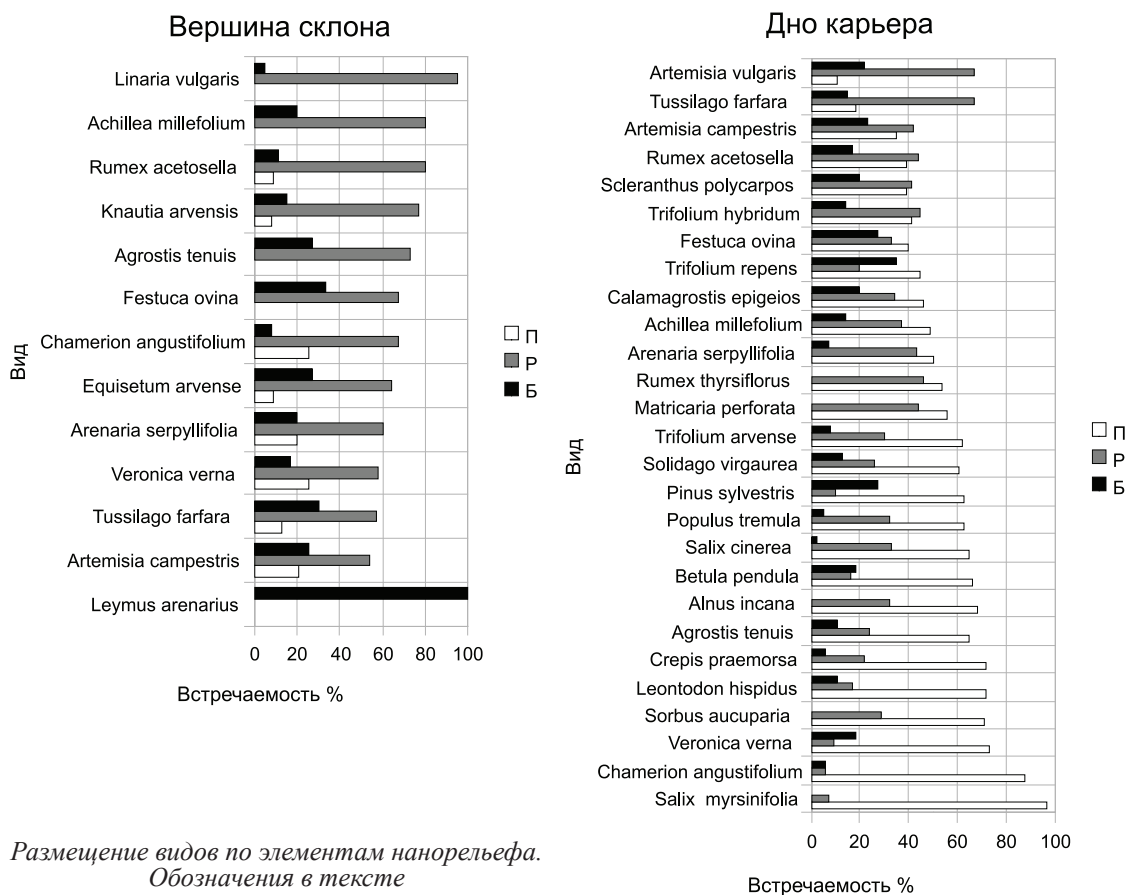 Вершина склона
Вид
Linaria vulgaris
Achillea millefolium
Rumex acetosella
Knautia arvensis
Agrostis tenuis
Festuca ovina
Chamerion angustifolium
Equisetum arvense
Arenaria serpyllifolia
Veronica verna
Tussilago farfara
Artemisia campestris
Leymus arenarius
0 20 40 60 80 100
Встречаемость %
П
Р
Б
Дно карьера
Вид
Artemisia vulgaris
Tussilago farfara
Artemisia campestris
Rumex acetosella
Scleranthus polycarpos
Trifolium hybridum
Festuca ovina
Trifolium repens
Calamagrostis epigeios
Achillea millefolium
Arenaria serpyllifolia
Rumex thyrsiflorus
Matricaria perforata
Trifolium arvense
Solidago virgaurea
Pinus sylvestris
Populus tremula
Salix cinerea
Betula pendula
Alnus incana
Agrostis tenuis
Crepis praemorsa
Leontodon hispidus
Sorbus aucuparia
Veronica verna
Chamerion angustifolium
Salix myrsinifolia
0 20 40 60 80 100
Встречаемость %
П
Р
Б
Размещение видов по элементам нанорельефа.
Обозначения в тексте